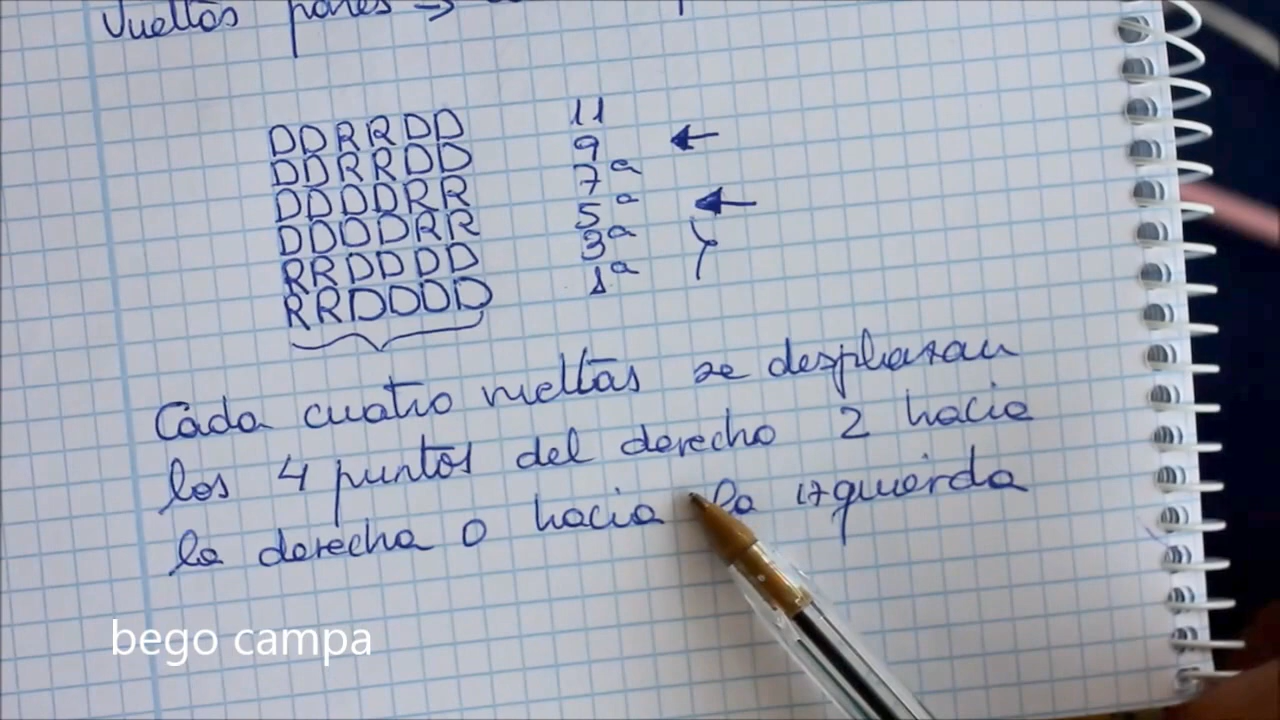 Vueltas pares →
DDRRDD 11
DDRRDD 9 ←
DDDDRR 7ª
DDDDRR 5ª ←
RRDDDD 3ª
RRDDDD 1ª
Cada cuatro vueltas se desplazan
los 4 puntos del derecho 2 hacia
la derecha o hacia la izquierda
bego campa